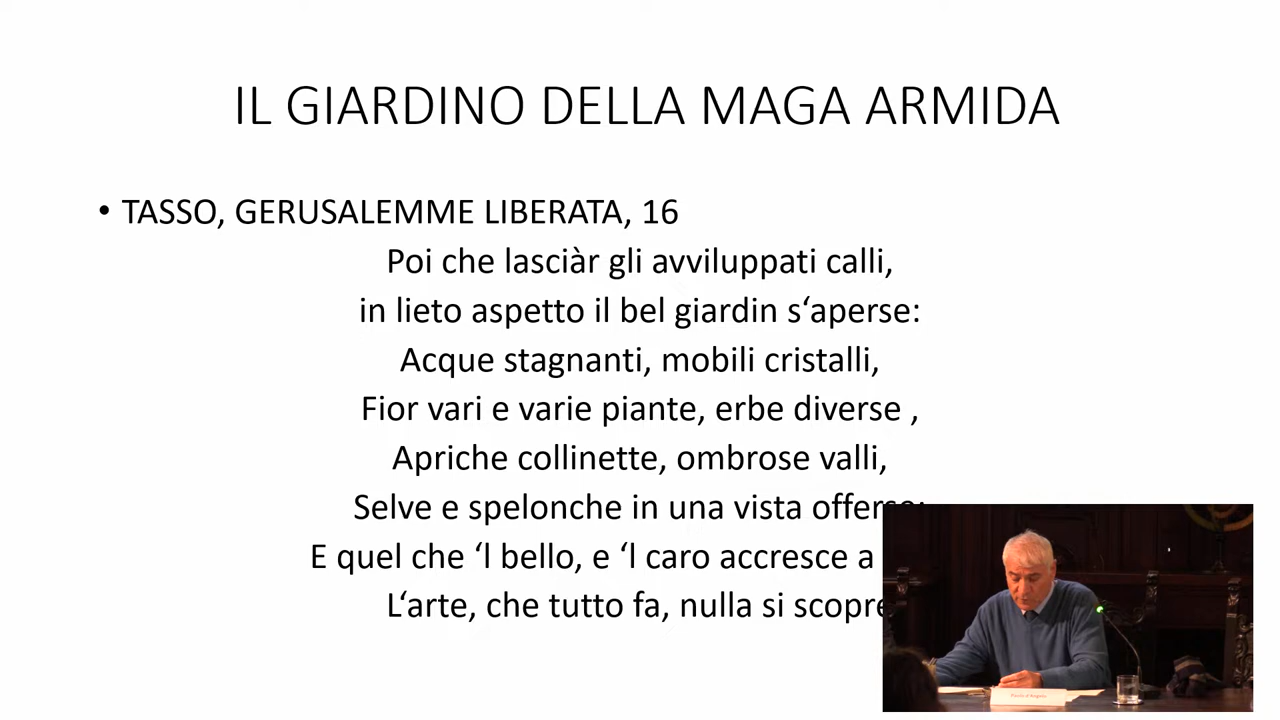 IL GIARDINO DELLA MAGA ARMIDA
• TASSO, GERUSALEMME LIBERATA, 16
Poi che lasciàr gli avviluppati calli,
in lieto aspetto il bel giardin s‘aperse:
Acque stagnanti, mobili cristalli,
Fior vari e varie piante, erbe diverse ,
Apriche collinette, ombrose valli,
Selve e spelonche in una vista offerse;
E quel che ‘l bello, e ‘l caro accresce a
L‘arte, che tutto fa, nulla si scopre